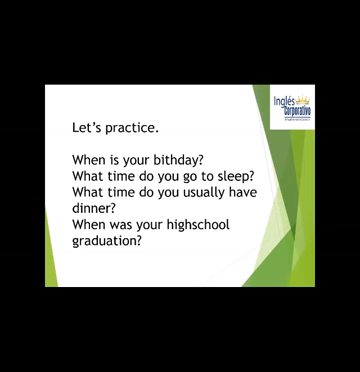 Inglés
Corporativo
Let's practice.
When is your bithday?
What time do you go to sleep?
What time do you usually have
dinner?
When was your highschool
graduation?